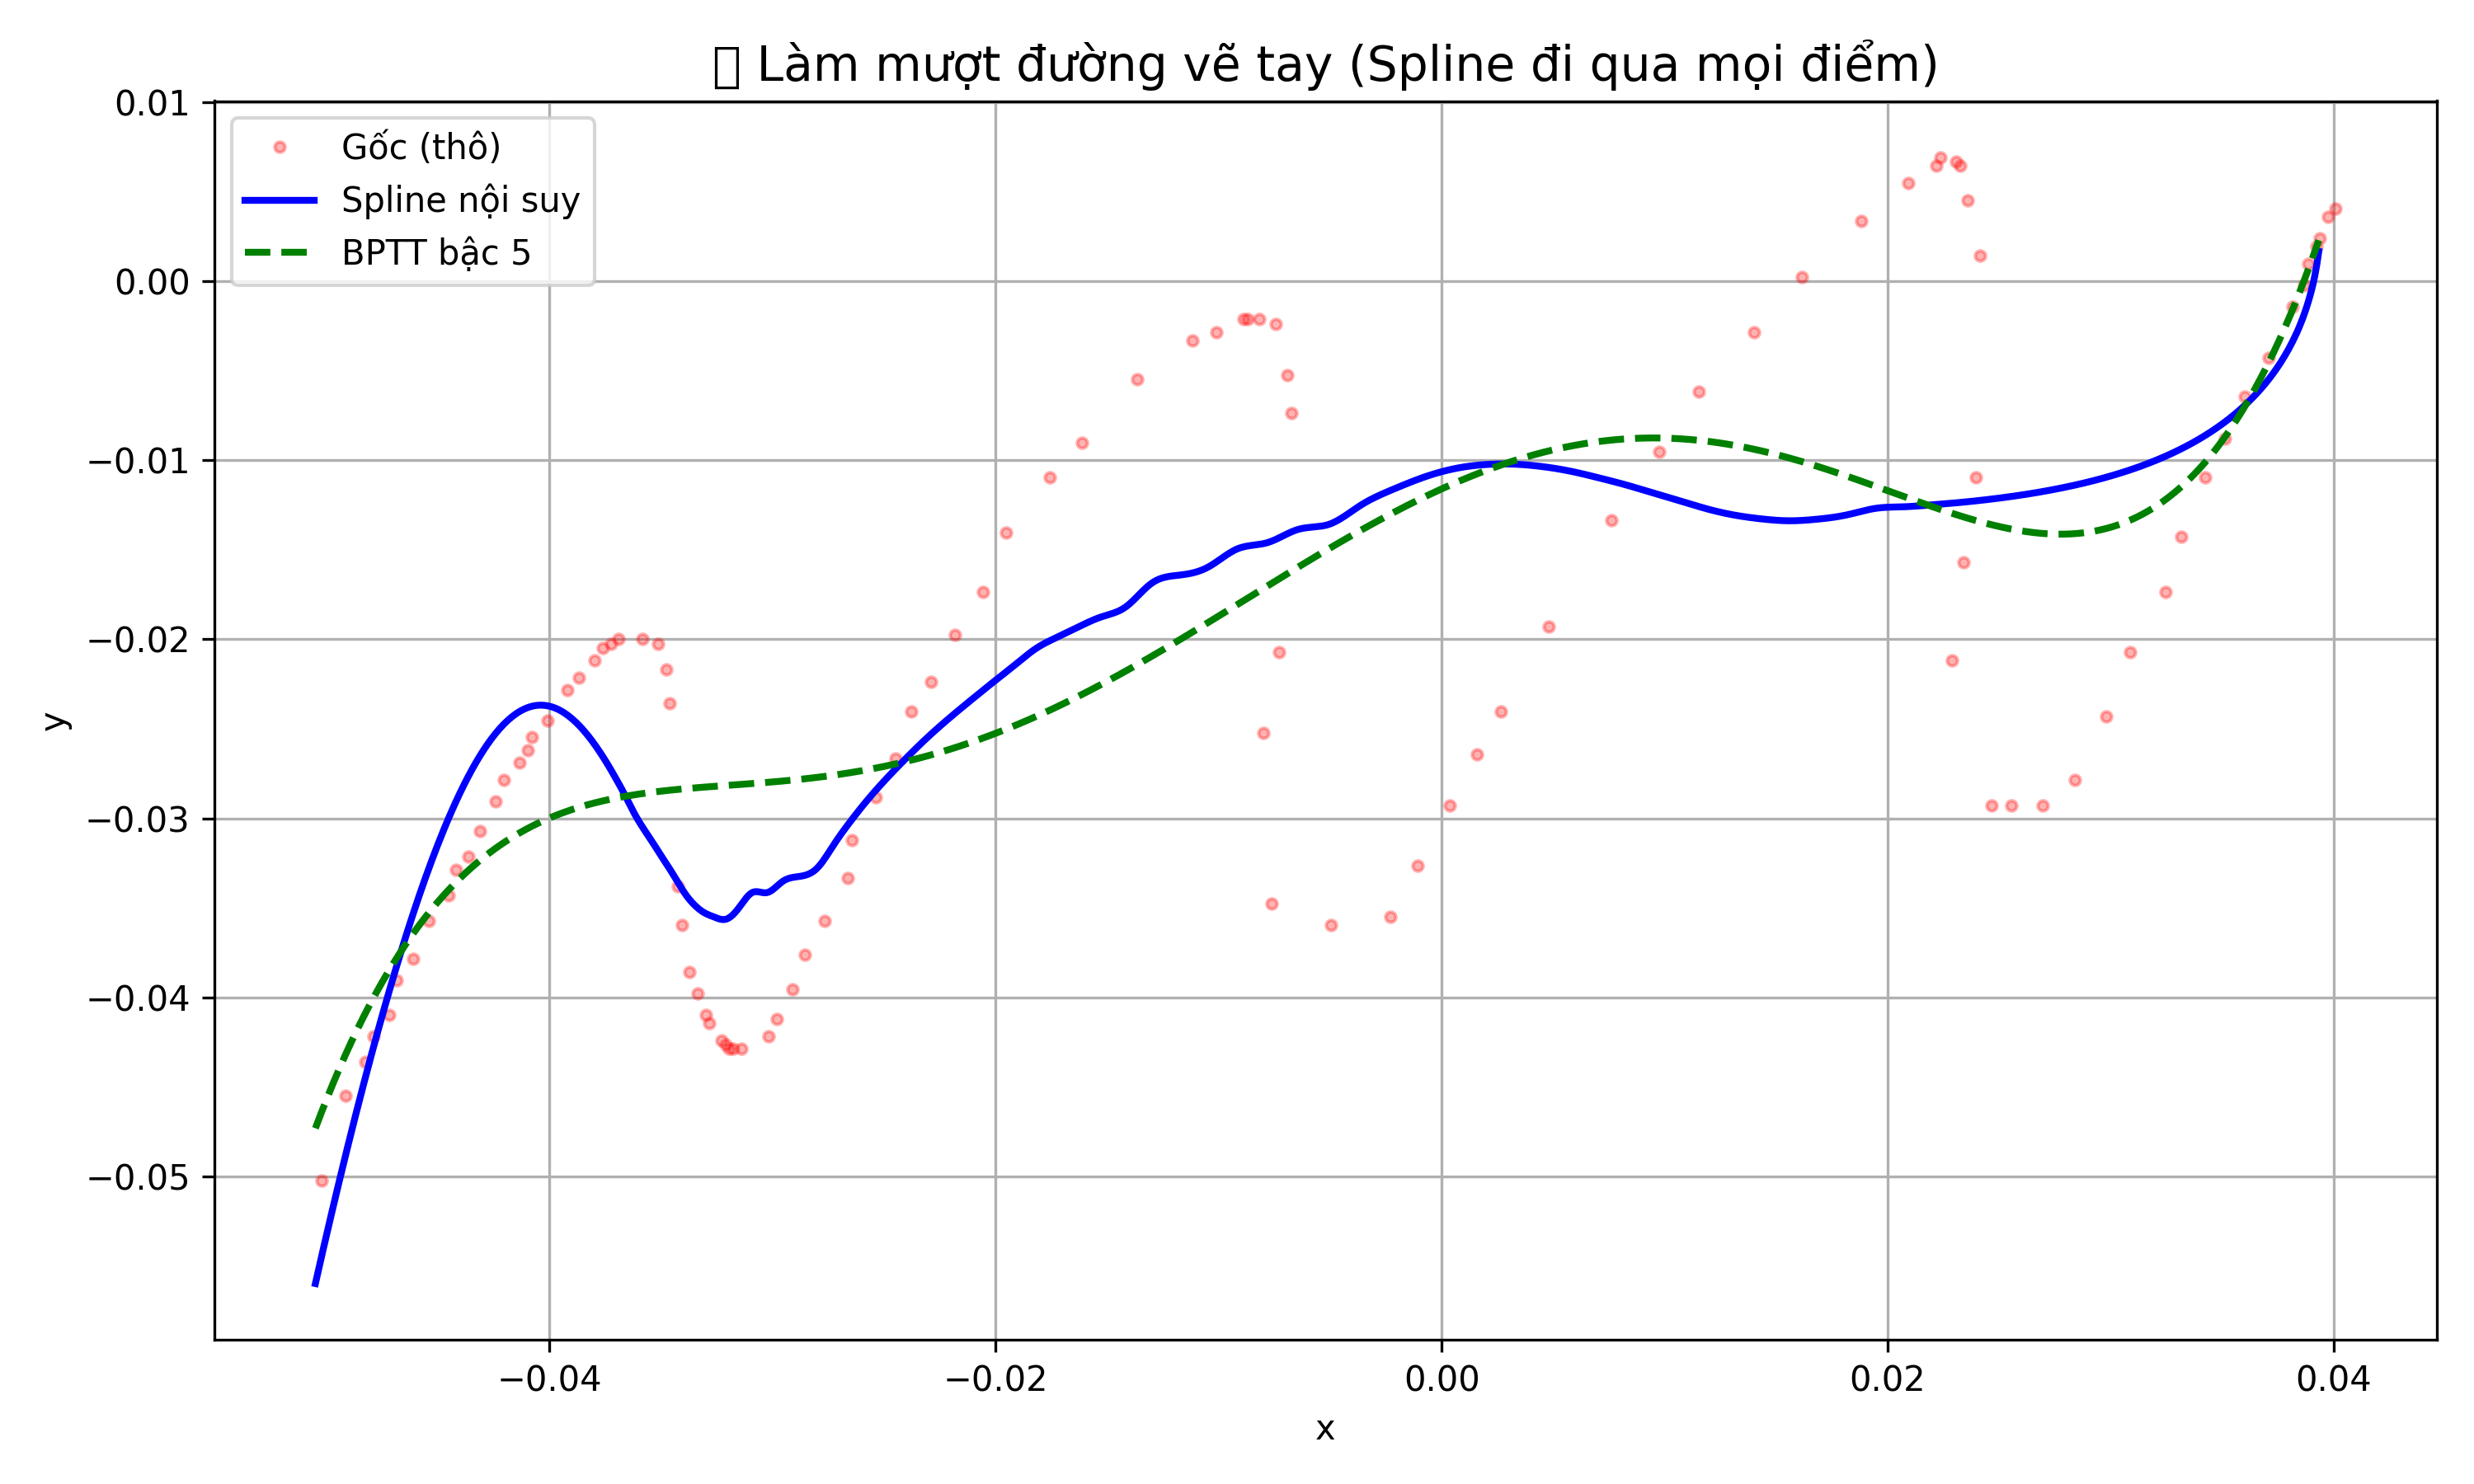 Làm mượt đường vẽ tay (Spline đi qua mọi điểm)
0.01
0.00
−0.01
−0.02
−0.03
−0.04
−0.05
Gốc (thô)
Spline nội suy
BPTT bậc 5
y
−0.04
−0.02
0.00
0.02
0.04
x